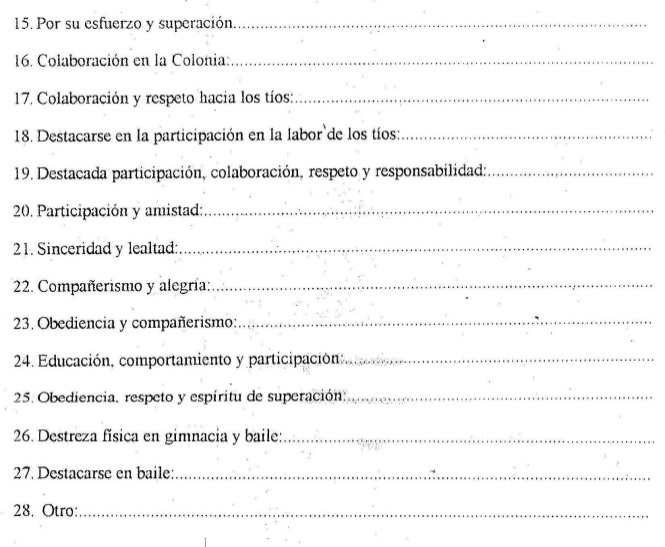 15. Por su esfuerzo y superación..........
16. Colaboración en la Colonia:..........
17. Colaboración y respeto hacia los tíos:..........
18. Destacarse en la participación en la labor de los tíos:..........
19. Destacada participación, colaboración, respeto y responsabilidad:..........
20. Participación y amistad:..........
21. Sinceridad y lealtad:..........
22. Compañerismo y alegría:..........
23. Obediencia y compañerismo:..........
24. Educación, comportamiento y participación:..........
25. Obediencia, respeto y espíritu de superación:..........
26. Destreza física en gimnacia y baile:..........
27. Destacarse en baile:..........
28. Otro:..........